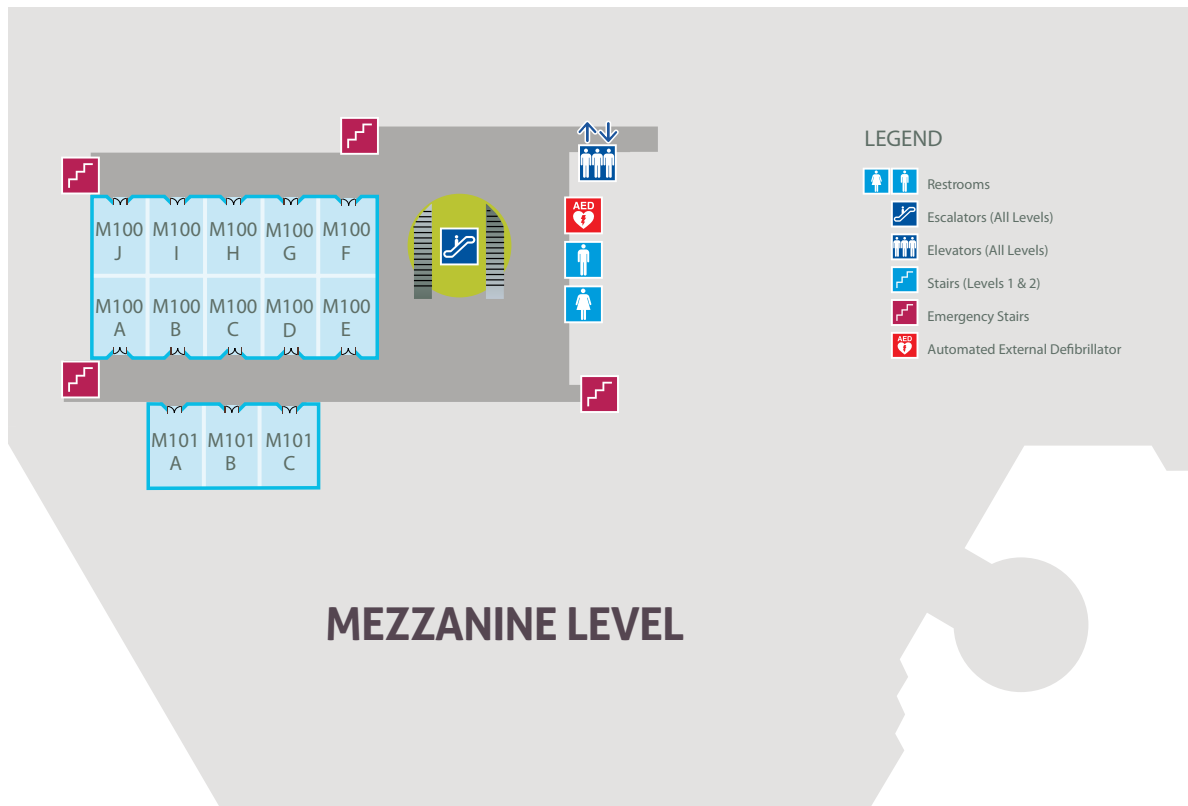 LEGEND
Restrooms
Escalators (All Levels)
Elevators (All Levels)
Stairs (Levels 1 & 2)
Emergency Stairs
AED
Automated External Defibrillator
AED
M100
J
M100
I
M100
H
M100
G
M100
F
M100
A
M100
B
M100
C
M100
D
M100
E
M101
A
M101
B
M101
C
MEZZANINE LEVEL